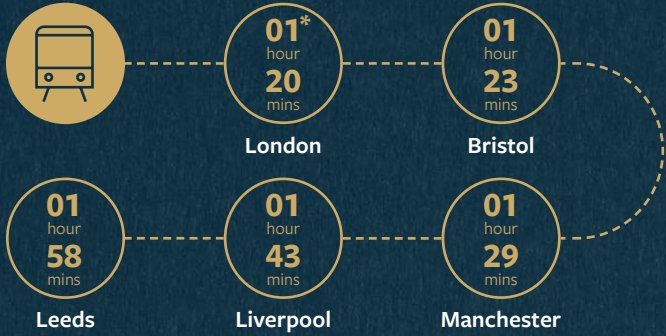 01*
hour
20
mins
London
01
hour
23
mins
Bristol
01
hour
29
mins
Manchester
01
hour
43
mins
Liverpool
01
hour
58
mins
Leeds